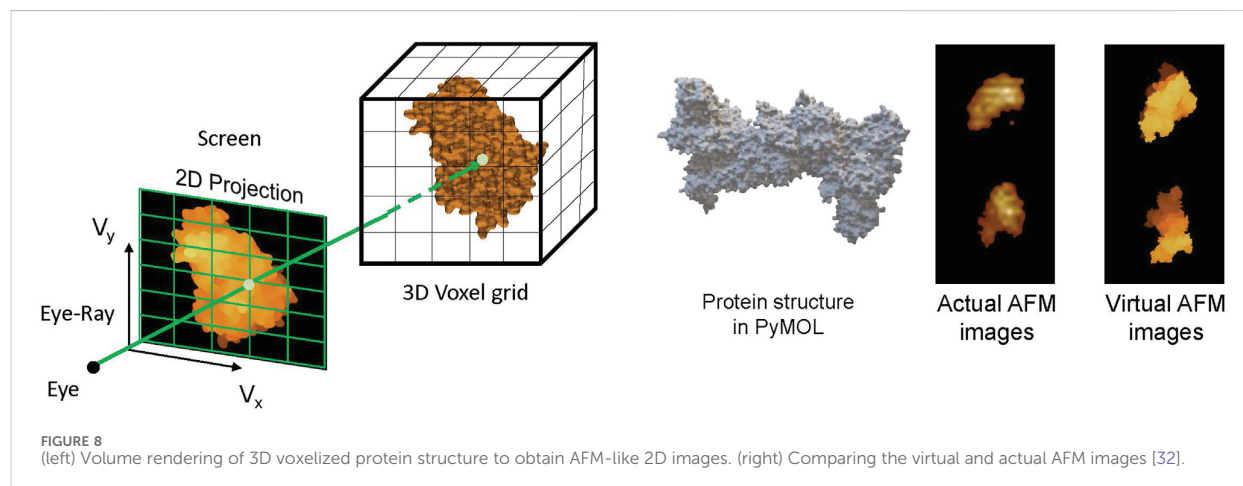 Screen
2D Projection
Vy
Eye-Ray
Eye
Vx
3D Voxel grid
Protein structure
in PyMOL
Actual AFM
images
Virtual AFM
images
FIGURE 8
(left) Volume rendering of 3D voxelized protein structure to obtain AFM-like 2D images. (right) Comparing the virtual and actual AFM images [32].